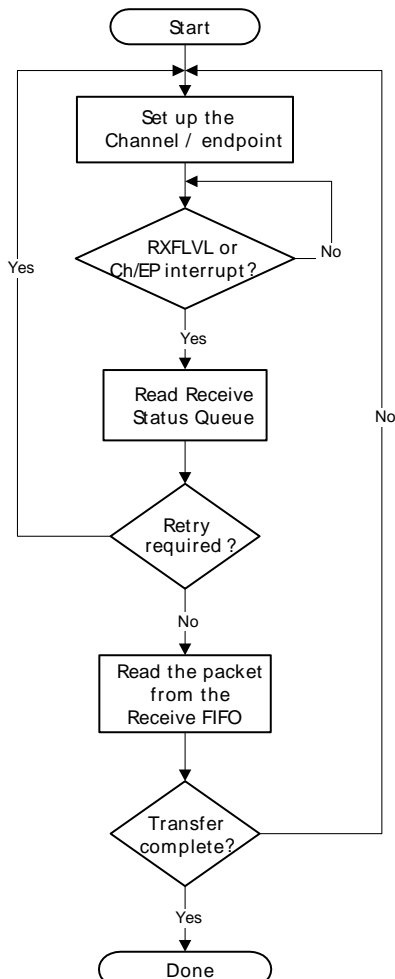 Start
Set up the
Channel / endpoint
RXFLVL or
Ch/EP interrupt?
No
Yes
Yes
Read Receive
Status Queue
No
Retry
required?
No
Read the packet
from the
Receive FIFO
Transfer
complete?
Yes
Done